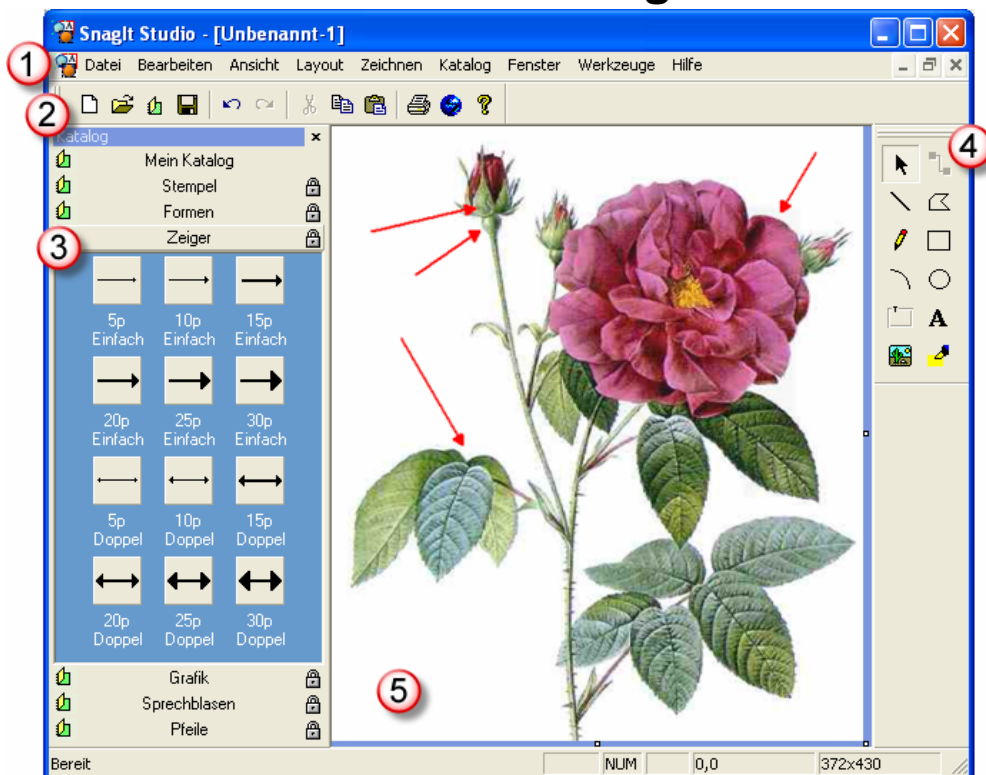 SnagIt Studio - [Unbenannt-1]
1
Datei Bearbeiten Ansicht Layout Zeichnen Katalog Fenster Werkzeuge Hilfe
2
Katalog
4
Mein Katalog
Stempel
Formen
3
Zeiger
5p 10p 15p
Einfach Einfach Einfach
20p 25p 30p
Einfach Einfach Einfach
5p 10p 15p
Doppel Doppel Doppel
20p 25p 30p
Doppel Doppel Doppel
A
Grafik
Sprechblasen
Pfeile
5
Bereit NUM 0,0 372x430